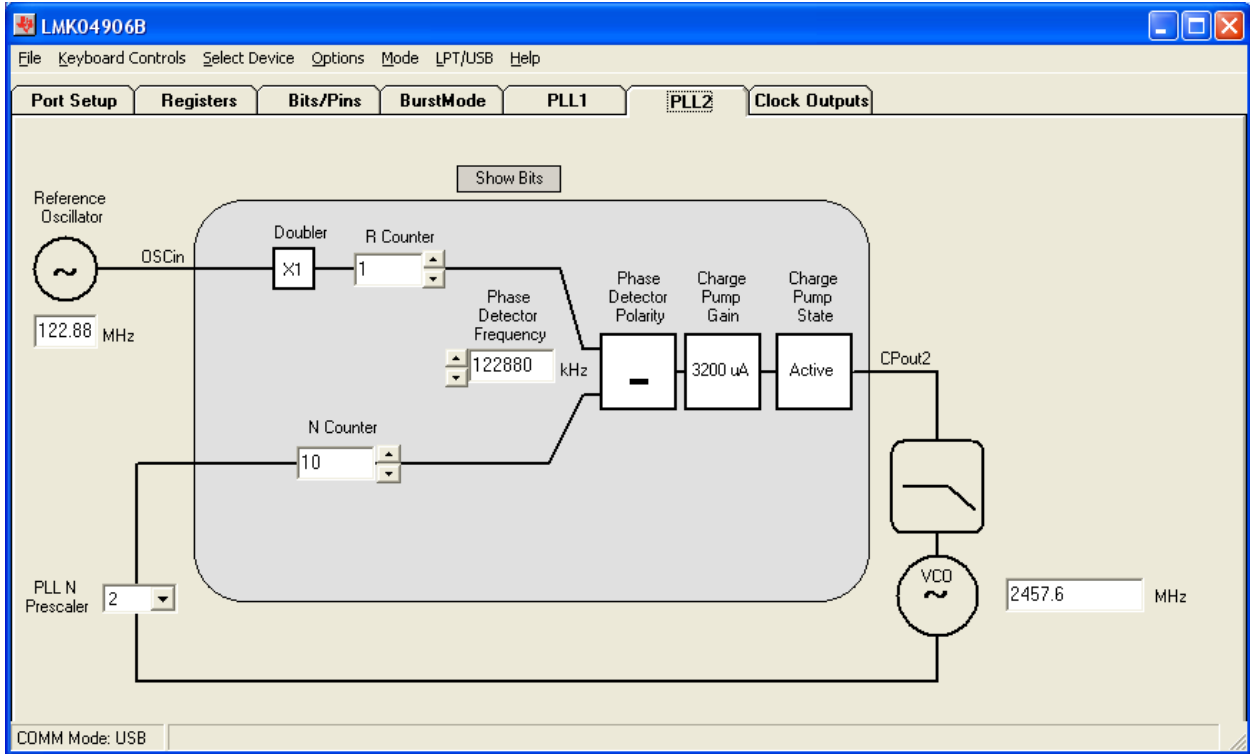 LMK04906B
File Keyboard Controls Select Device Options Mode LPT/USB Help
Port Setup Registers Bits/Pins BurstMode PLL1 PLL2 Clock Outputs
Show Bits
Reference
Oscillator
OSCin
122.88 MHz
Doubler
X1
R Counter
1
Phase
Detector
Frequency
122880 kHz
Phase
Detector
Polarity
-
Charge
Pump
Gain
3200 uA
Charge
Pump
State
Active
CPout2
N Counter
10
PLL N
Prescaler
2
VCO
2457.6 MHz
COMM Mode: USB